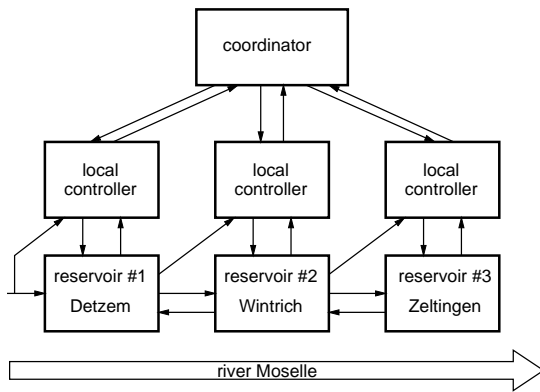 coordinator
local
controller
local
controller
local
controller
reservoir #1
Detzem
reservoir #2
Wintrich
reservoir #3
Zeltingen
river Moselle